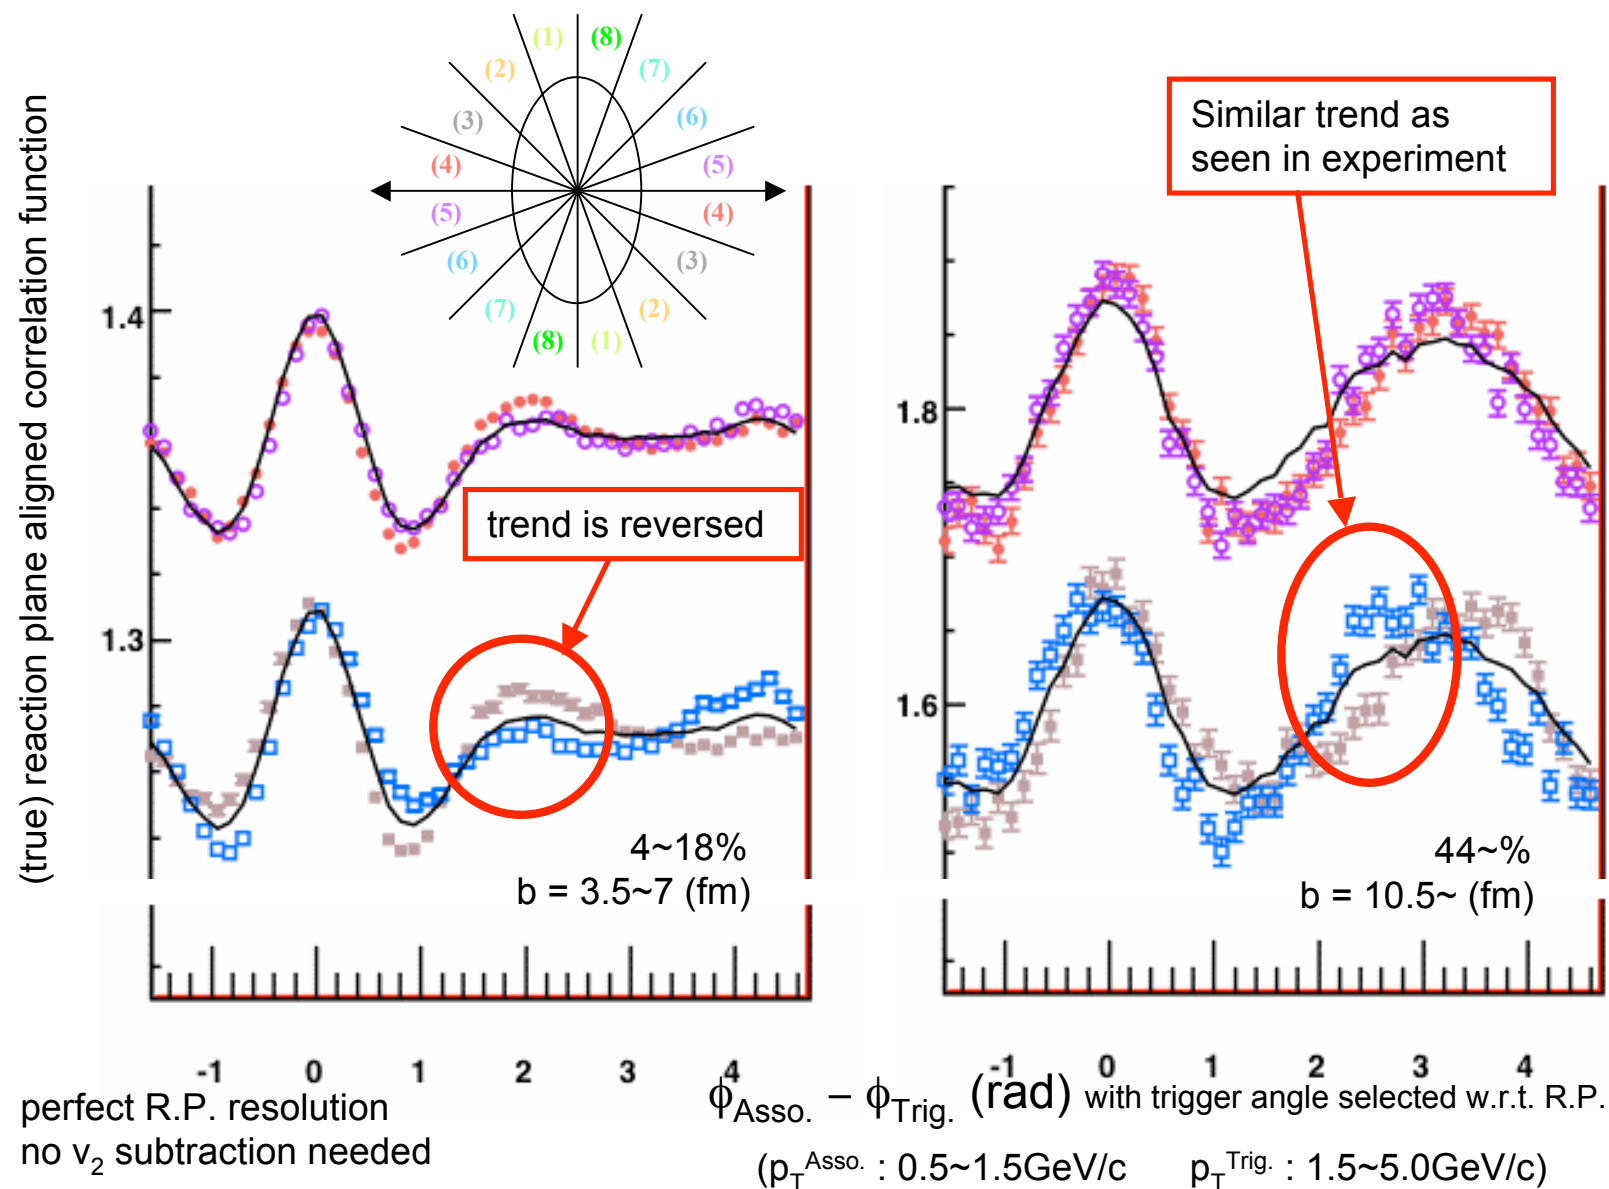 (true) reaction plane aligned correlation function
(1)
(8)
(2)
(7)
(3)
(6)
(4)
(5)
(5)
(4)
(6)
(3)
(7)
(2)
(8)
(1)
Similar trend as
seen in experiment
1.4
1.3
trend is reversed
4~18%
b = 3.5~7 (fm)
1.8
1.6
44~%
b = 10.5~ (fm)
-1 0 1 2 3 4
-1 0 1 2 3 4
perfect R.P. resolution
no v2 subtraction needed
ϕAsso. – ϕTrig. (rad) with trigger angle selected w.r.t. R.P.
(pTAsso. : 0.5~1.5GeV/c pTTrig. : 1.5~5.0GeV/c)